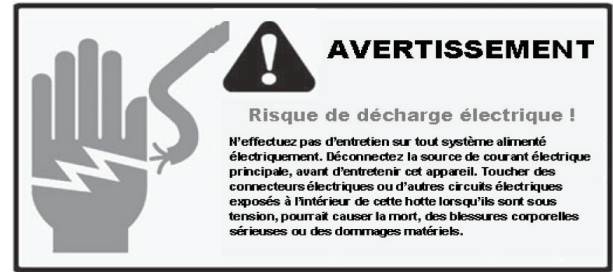 AVERTISSEMENT
Risque de décharge électrique !
N'effectuez pas d'entretien sur tout système alimenté
électriquement. Déconnectez la source de courant électrique
principale, avant d'entretenir cet appareil. Toucher des
connecteurs électriques ou d'autres circuits électriques
exposés à l'intérieur de cette hotte lorsqu'ils sont sous
tension, pourrait causer la mort, des blessures corporelles
sérieuses ou des dommages matériels.